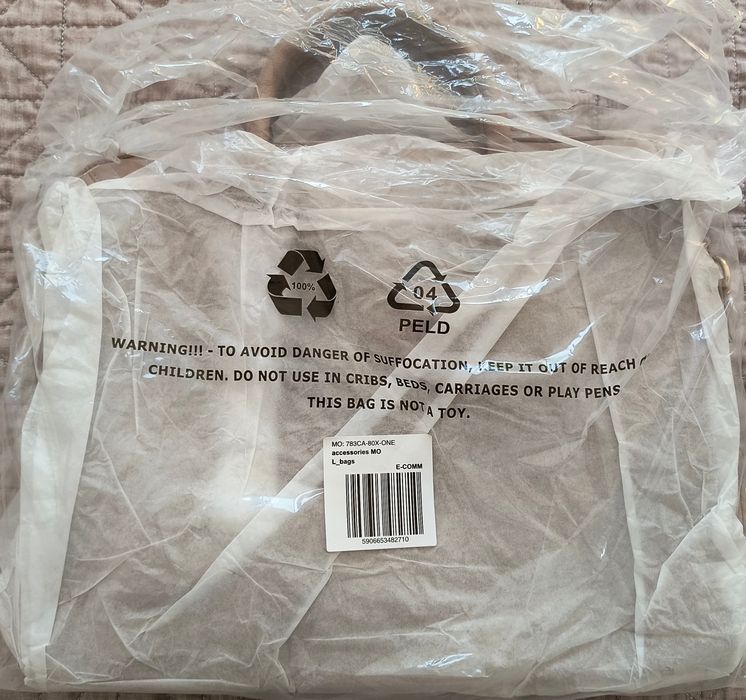 100%
04
PELD
WARNING!!! - TO AVOID DANGER OF SUFFOCATION, KEEP IT OUT OF REACH
CHILDREN. DO NOT USE IN CRIBS, BEDS, CARRIAGES OR PLAY PENS
THIS BAG IS NOT A TOY.
MO: 783CA-80X-ONE
accessories MO
L_bags
E-COMM
5906653482710